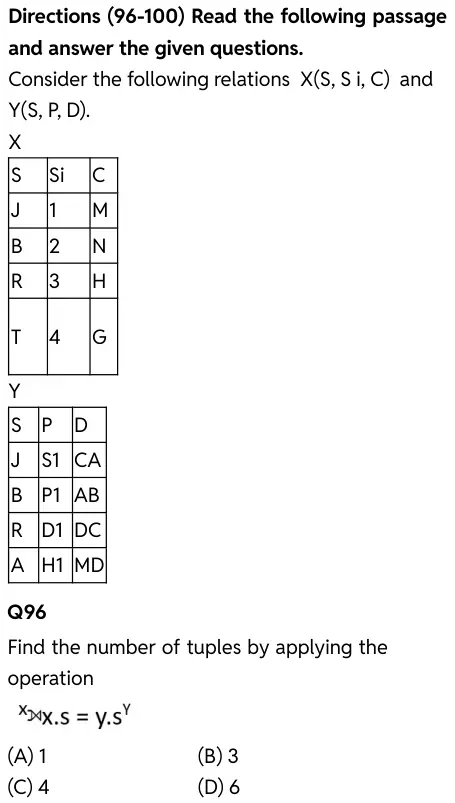 Directions (96-100) Read the following passage
and answer the given questions.
Consider the following relations X(S, S i, C) and
Y(S, P, D).
X
S Si C
J 1 M
B 2 N
R 3 H
T 4 G
Y
S P D
J S1 CA
B P1 AB
R D1 DC
A H1 MD
Q96
Find the number of tuples by applying the
operation
X⋊x.s = y.sY
(A) 1 (B) 3
(C) 4 (D) 6